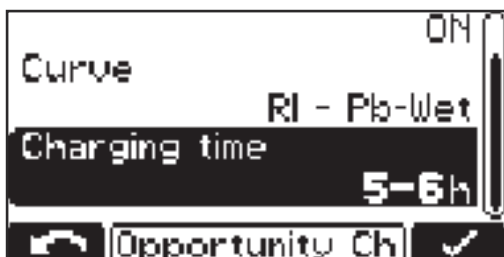 ON
Curve
RI - Pb-Wet
Charging time
5-6h
Opportunity Ch